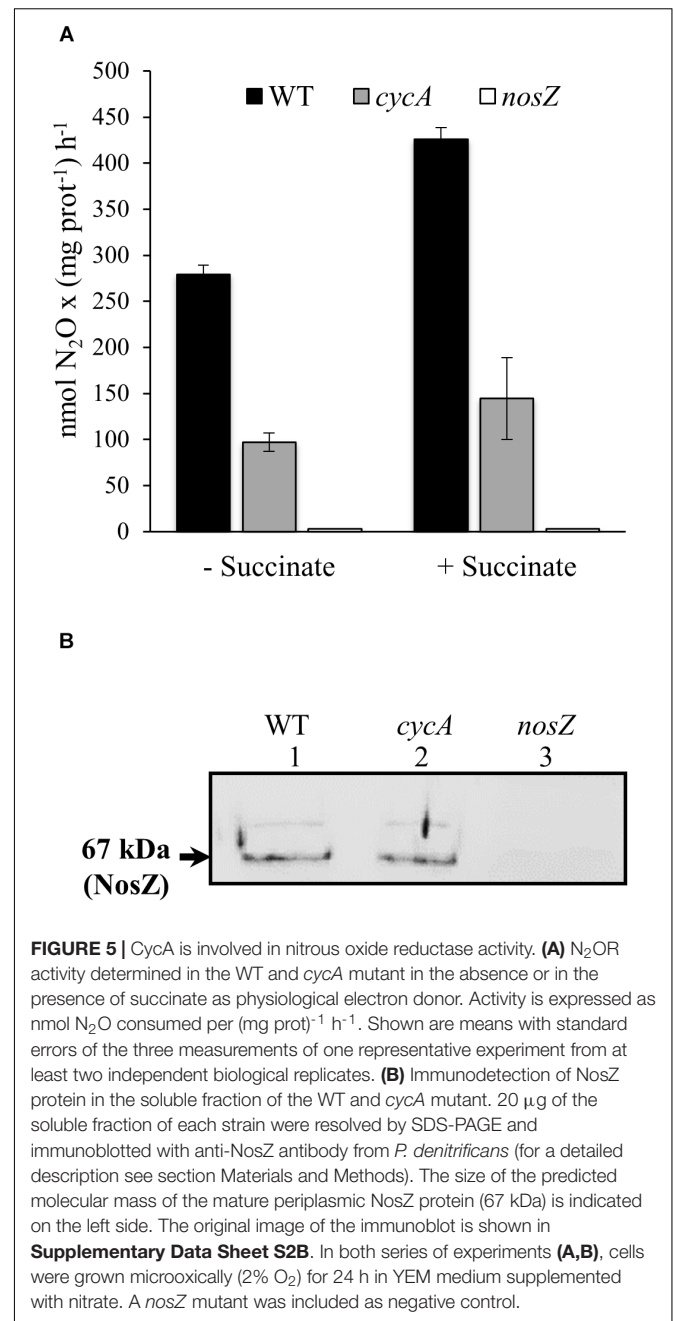 A
500
450
400
350
300
250
200
150
100
50
0
nmol N₂O x (mg prot⁻¹) h⁻¹
WT cycA nosZ
- Succinate + Succinate
B
WT cycA nosZ
1 2 3
67 kDa
(NosZ)
FIGURE 5 | CycA is involved in nitrous oxide reductase activity. (A) N₂OR
activity determined in the WT and cycA mutant in the absence or in the
presence of succinate as physiological electron donor. Activity is expressed as
nmol N₂O consumed per (mg prot)⁻¹ h⁻¹. Shown are means with standard
errors of the three measurements of one representative experiment from at
least two independent biological replicates. (B) Immunodetection of NosZ
protein in the soluble fraction of the WT and cycA mutant. 20 μg of the
soluble fraction of each strain were resolved by SDS-PAGE and
immunoblotted with anti-NosZ antibody from P. denitrificans (for a detailed
description see section Materials and Methods). The size of the predicted
molecular mass of the mature periplasmic NosZ protein (67 kDa) is indicated
on the left side. The original image of the immunoblot is shown in
Supplementary Data Sheet S2B. In both series of experiments (A,B), cells
were grown microoxically (2% O₂) for 24 h in YEM medium supplemented
with nitrate. A nosZ mutant was included as negative control.